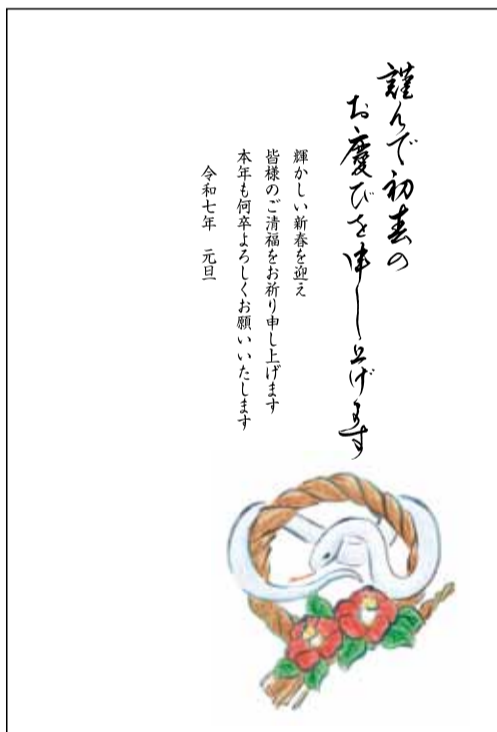 謹んで初春の
お慶びを申し上げます
輝かしい新春を迎え
皆様のご清福をお祈り申し上げます
本年も何卒よろしくお願いいたします
令和七年　元旦